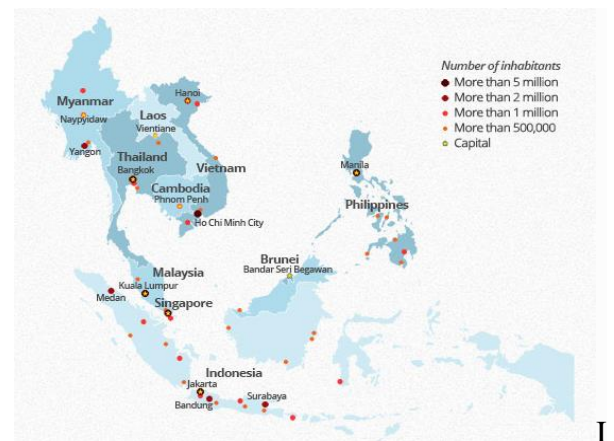 Number of inhabitants
More than 5 million
More than 2 million
More than 1 million
More than 500,000
Capital
Hanoi
Myanmar
Naypyidaw
Laos
Vientiane
Yangon
Thailand
Bangkok
Vietnam
Cambodia
Phnom Penh
Ho Chi Minh City
Manila
Philippines
Brunei
Bandar Seri Begawan
Malaysia
Kuala Lumpur
Medan
Singapore
Indonesia
Jakarta
Bandung
Surabaya